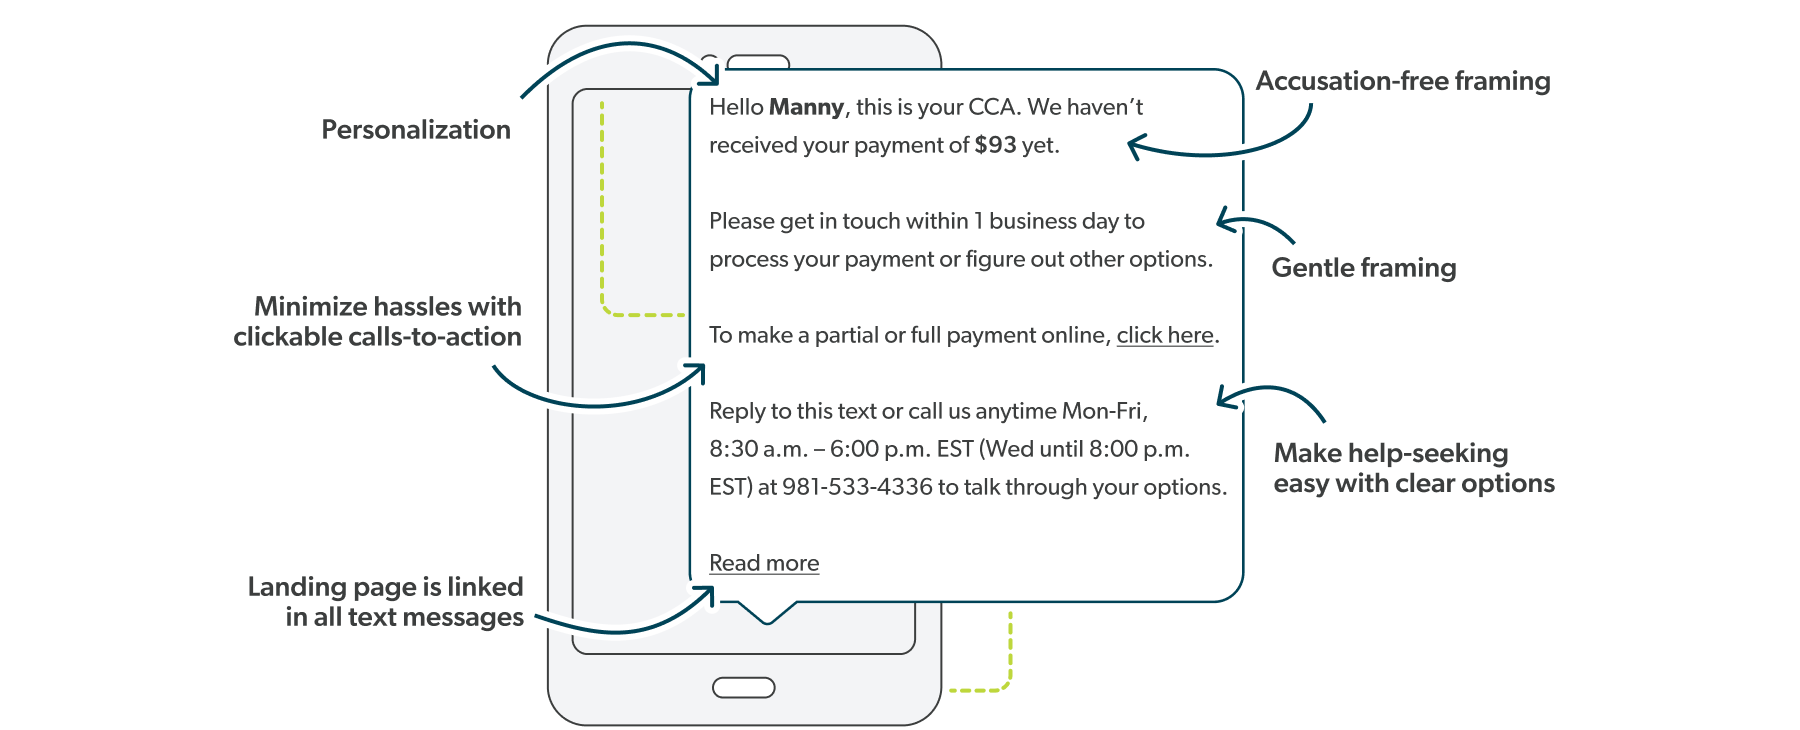 Personalization
Minimize hassles with
clickable calls-to-action
Landing page is linked
in all text messages
Hello Manny, this is your CCA. We haven’t
received your payment of $93 yet.
Please get in touch within 1 business day to
process your payment or figure out other options.
To make a partial or full payment online, click here.
Reply to this text or call us anytime Mon-Fri,
8:30 a.m. – 6:00 p.m. EST (Wed until 8:00 p.m.
EST) at 981-533-4336 to talk through your options.
Read more
Accusation-free framing
Gentle framing
Make help-seeking
easy with clear options